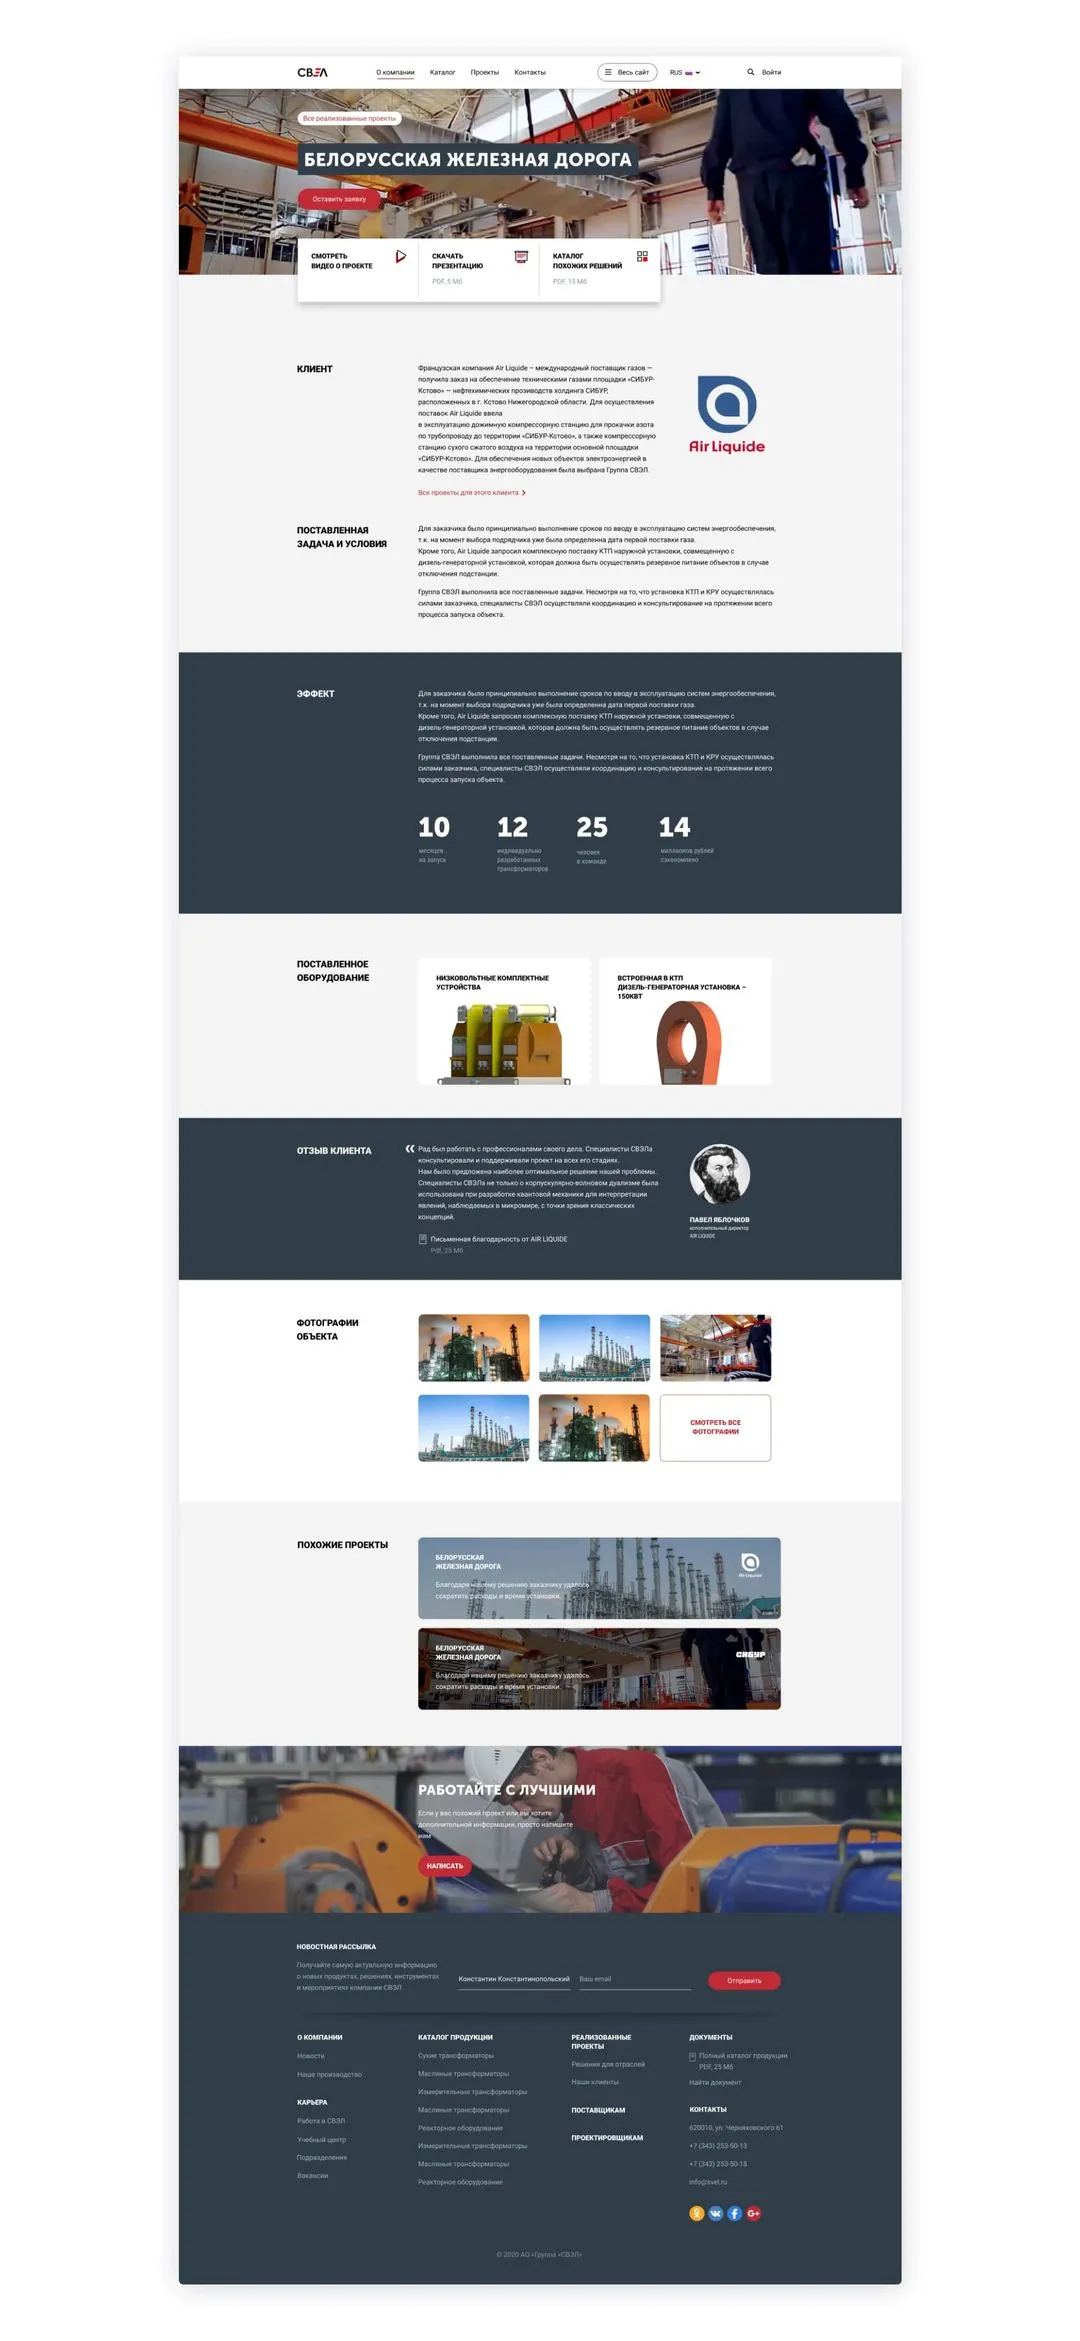 СВЭЛ
О компании
Каталог
Проекты
Контакты
Весь сайт
RUS
Войти
Все реализованные проекты
БЕЛОРУССКАЯ ЖЕЛЕЗНАЯ ДОРОГА
Оставить заявку
СМОТРЕТЬ
ВИДЕО О ПРОЕКТЕ
СКАЧАТЬ
ПРЕЗЕНТАЦИЮ
PDF, 5 Мб
КАТАЛОГ
ПОХОЖИХ РЕШЕНИЙ
PDF, 15 Мб
КЛИЕНТ
Французская компания Air Liquide – международный поставщик газов —
получила заказ на обеспечение техническими газами площадки «СИБУР-
Кстово» — нефтехимических прозиводств холдинга СИБУР,
расположенных в г. Кстово Нижегородской области. Для осуществления
поставок Air Liquide ввела
в эксплуатацию дожимную компрессорную станцию для прокачки азота
по трубопроводу до территории «СИБУР-Кстово», а также компрессорную
станцию сухого сжатого воздуха на территории основной площадки
«СИБУР-Кстово». Для обеспечения новых объектов электроэнергией в
качестве поставщика энергооборудования была выбрана Группа СВЭЛ.
Все проекты для этого клиента
Air Liquide
ПОСТАВЛЕННАЯ
ЗАДАЧА И УСЛОВИЯ
Для заказчика было принципиально выполнение сроков по вводу в эксплуатацию систем энергообеспечения,
т.к. на момент выбора подрядчика уже была определенна дата первой поставки газа.
Кроме того, Air Liquide запросил комплексную поставку КТП наружной установки, совмещенную с
дизель-генераторной установкой, которая должна быть осуществлять резервное питание объектов в случае
отключения подстанции.
Группа СВЭЛ выполнила все поставленные задачи. Несмотря на то, что установка КТП и КРУ осуществлялась
силами заказчика, специалисты СВЭЛ осуществляли координацию и консультирование на протяжении всего
процесса запуска объекта.
ЭФФЕКТ
Для заказчика было принципиально выполнение сроков по вводу в эксплуатацию систем энергообеспечения,
т.к. на момент выбора подрядчика уже была определенна дата первой поставки газа.
Кроме того, Air Liquide запросил комплексную поставку КТП наружной установки, совмещенную с
дизель-генераторной установкой, которая должна быть осуществлять резервное питание объектов в случае
отключения подстанции.
Группа СВЭЛ выполнила все поставленные задачи. Несмотря на то, что установка КТП и КРУ осуществлялась
силами заказчика, специалисты СВЭЛ осуществляли координацию и консультирование на протяжении всего
процесса запуска объекта.
10
месяцев
на запуск
12
индивидуально
разработанных
трансформаторов
25
человек
в команде
14
миллионов рублей
сэкономлено
ПОСТАВЛЕННОЕ
ОБОРУДОВАНИЕ
НИЗКОВОЛЬТНЫЕ КОМПЛЕКТНЫЕ
УСТРОЙСТВА
ВСТРОЕННАЯ В КТП
ДИЗЕЛЬ-ГЕНЕРАТОРНАЯ УСТАНОВКА –
150КВТ
ОТЗЫВ КЛИЕНТА
«
Рад был работать с профессионалами своего дела. Специалисты СВЭЛа
консультировали и поддерживали проект на всех его стадиях.
Нам было предложена наиболее оптимальное решение нашей проблемы.
Специалисты СВЭЛа не только о корпускулярно-волновом дуализме была
использована при разработке квантовой механики для интерпретации
явлений, наблюдаемых в микромире, с точки зрения классических
концепций.
Письменная благодарность от AIR LIQUIDE
Pdf, 25 Мб
ПАВЕЛ ЯБЛОЧКОВ
исполнительный директор
AIR LIQUIDE
ФОТОГРАФИИ
ОБЪЕКТА
СМОТРЕТЬ ВСЕ
ФОТОГРАФИИ
ПОХОЖИЕ ПРОЕКТЫ
БЕЛОРУССКАЯ
ЖЕЛЕЗНАЯ ДОРОГА
Благодаря нашему решению заказчику удалось
сократить расходы и время установки.
Air Liquide
БЕЛОРУССКАЯ
ЖЕЛЕЗНАЯ ДОРОГА
Благодаря нашему решению заказчику удалось
сократить расходы и время установки.
СИБУР
РАБОТАЙТЕ С ЛУЧШИМИ
Если у вас похожий проект или вы хотите
дополнительной информации, просто напишите
нам
НАПИСАТЬ
НОВОСТНАЯ РАССЫЛКА
Получайте самую актуальную информацию
о новых продуктах, решениях, инструментах
и мероприятиях компании СВЭЛ
Константин Константинопольский
Ваш email
Отправить
О КОМПАНИИ
Новости
Наше производство
КАРЬЕРА
Работа в СВЭЛ
Учебный центр
Подразделения
Вакансии
КАТАЛОГ ПРОДУКЦИИ
Сухие трансформаторы
Масляные трансформаторы
Измерительные трансформаторы
Масляные трансформаторы
Реакторное оборудование
Измерительные трансформаторы
Масляные трансформаторы
Реакторное оборудование
РЕАЛИЗОВАННЫЕ
ПРОЕКТЫ
Решения для отраслей
Наши клиенты
ПОСТАВЩИКАМ
ПРОЕКТИРОВЩИКАМ
ДОКУМЕНТЫ
Полный каталог продукции
PDF, 25 Мб
Найти документ
КОНТАКТЫ
620010, ул. Черняховского 61
+7 (343) 253-50-13
+7 (343) 253-50-18
info@svel.ru
G+
© 2020 АО «Группа «СВЭЛ»